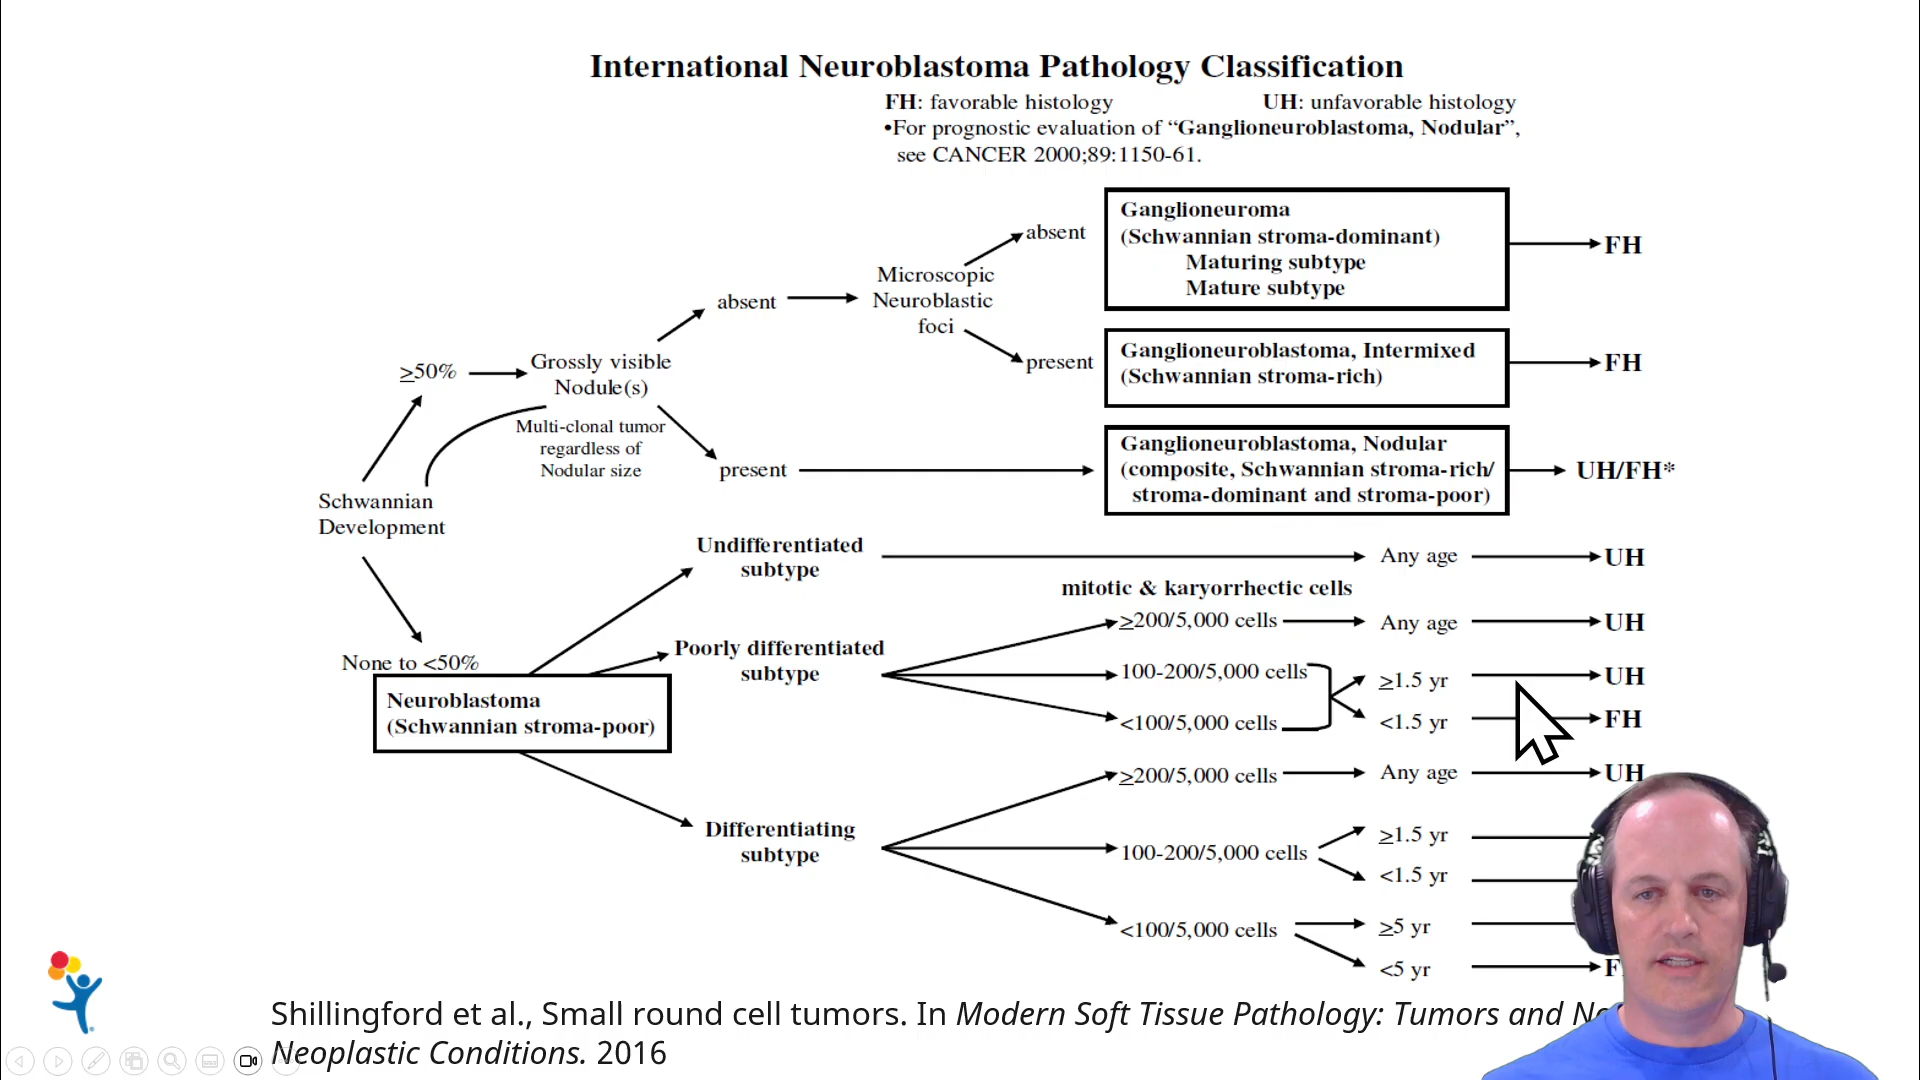 International Neuroblastoma Pathology Classification
FH: favorable histology
UH: unfavorable histology
•For prognostic evaluation of “Ganglioneuroblastoma, Nodular”,
see CANCER 2000;89:1150-61.
Ganglioneuroma
(Schwannian stroma-dominant)
Maturing subtype
Mature subtype
FH
absent
Microscopic
Neuroblastic
foci
absent
present
Ganglioneuroblastoma, Intermixed
(Schwannian stroma-rich)
FH
≥50%
Grossly visible
Nodule(s)
Multi-clonal tumor
regardless of
Nodular size
present
Ganglioneuroblastoma, Nodular
(composite, Schwannian stroma-rich/
stroma-dominant and stroma-poor)
UH/FH*
Schwannian
Development
None to <50%
Neuroblastoma
(Schwannian stroma-poor)
Undifferentiated
subtype
Any age
UH
mitotic & karyorrhectic cells
Poorly differentiated
subtype
≥200/5,000 cells
Any age
UH
100-200/5,000 cells
<100/5,000 cells
≥1.5 yr
UH
<1.5 yr
FH
Differentiating
subtype
≥200/5,000 cells
Any age
UH
100-200/5,000 cells
≥1.5 yr
<1.5 yr
<100/5,000 cells
≥5 yr
<5 yr
Shillingford et al., Small round cell tumors. In Modern Soft Tissue Pathology: Tumors and
Neoplastic Conditions. 2016